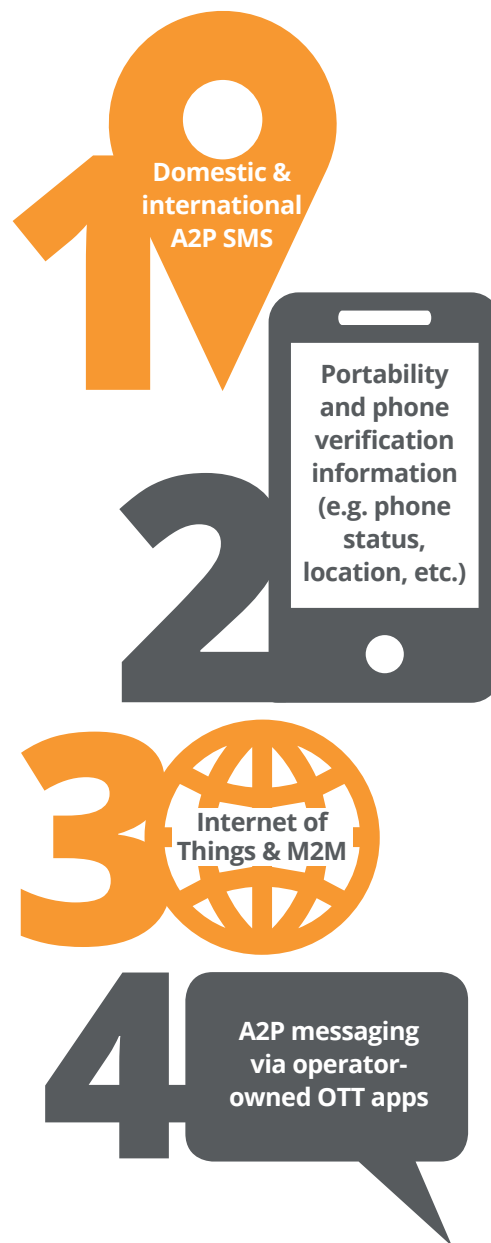 1
Domestic &
international
A2P SMS
2
Portability
and phone
verification
information
(e.g. phone
status,
location, etc.)
3
Internet of
Things & M2M
4
A2P messaging
via operator-
owned OTT apps